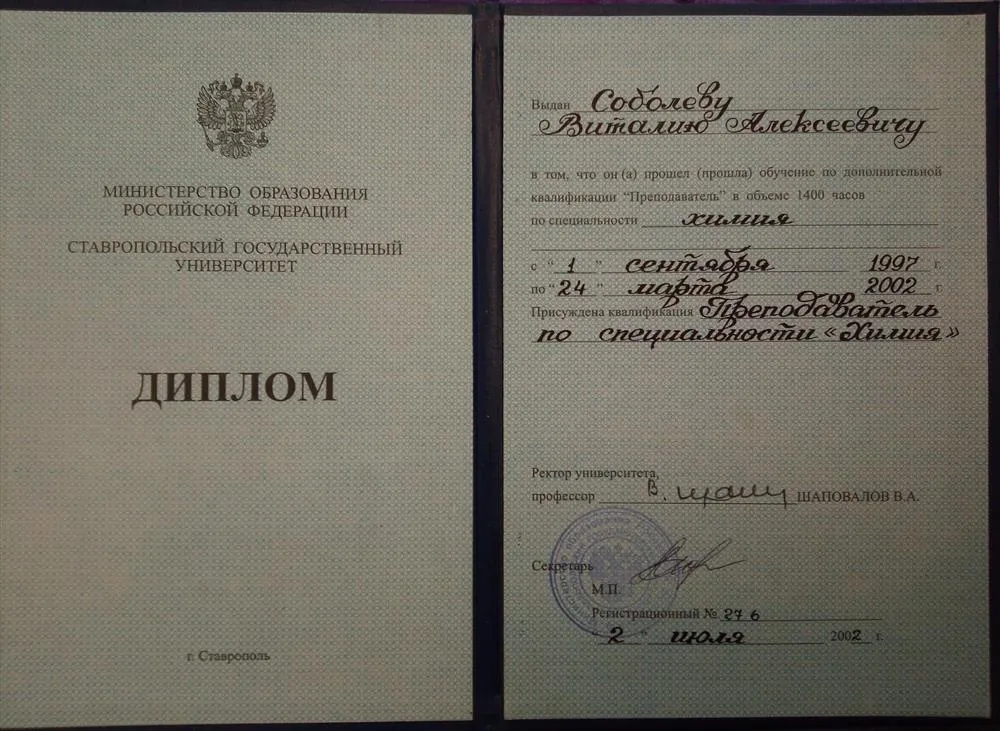 МИНИСТЕРСТВО ОБРАЗОВАНИЯ
РОССИЙСКОЙ ФЕДЕРАЦИИ
СТАВРОПОЛЬСКИЙ ГОСУДАРСТВЕННЫЙ
УНИВЕРСИТЕТ
ДИПЛОМ
г. Ставрополь
Выдан Соболеву
Виталию Алексеевичу
в том, что он (а) прошел (прошла) обучение по дополнительной
квалификации “Преподаватель” в объеме 1400 часов
по специальности химия
с “ 1 ” сентября 1997 г.
по “ 24 ” марта 2002 г.
Присуждена квалификация Преподаватель
по специальности «Химия»
Ректор университета,
профессор ШАПОВАЛОВ В.А.
Секретарь
М.П.
Регистрационный № 276
“ 2 ” июля 2002 г.